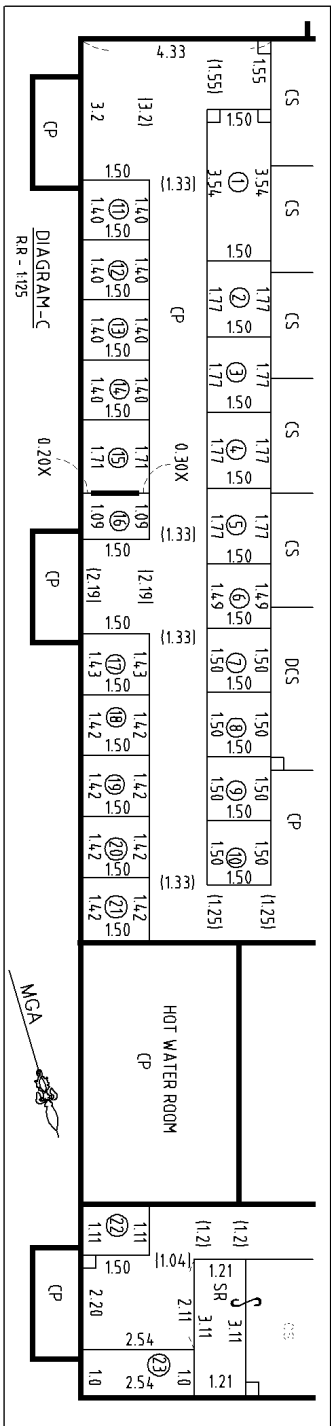 CS CS CS CS CS DCS CP CS
1.55 3.54 1.77 1.77 1.77 1.77 1.49 1.50 1.50 1.50 1.50 (1.25) (1.2) 1.21 3.11 1.21
4.33 1.50 ① 1.50 ② 1.50 ③ 1.50 ④ 1.50 ⑤ 1.50 ⑥ 1.50 ⑦ 1.50 ⑧ 1.50 ⑨ 1.50 ⑩ 1.50 SR
(1.55) 3.54 1.77 1.77 1.77 1.77 1.49 1.50 1.50 1.50 1.50 (1.25) (1.2) 3.11
2.11
CP HOT WATER ROOM
CP
(1.33) 0.30X (1.33) (1.33) (1.33) (1.04)
(3.2) 1.40 1.40 1.40 1.40 1.71 1.09 (2.19) 1.43 1.42 1.42 1.42 1.42 1.11 2.54 1.0
1.50 ⑪ 1.50 ⑫ 1.50 ⑬ 1.50 ⑭ 1.50 ⑮ ⑯ 1.50 1.50 ⑰ 1.50 ⑱ 1.50 ⑲ 1.50 ⑳ 1.50 ㉑ 1.50 ㉒ 1.50 ㉓
3.2 1.40 1.40 1.40 1.40 1.71 1.09 (2.19) 1.43 1.42 1.42 1.42 1.42 1.11 2.20 2.54 1.0
0.20X
CP CP CP
DIAGRAM-C
R.R - 1:125
MGA